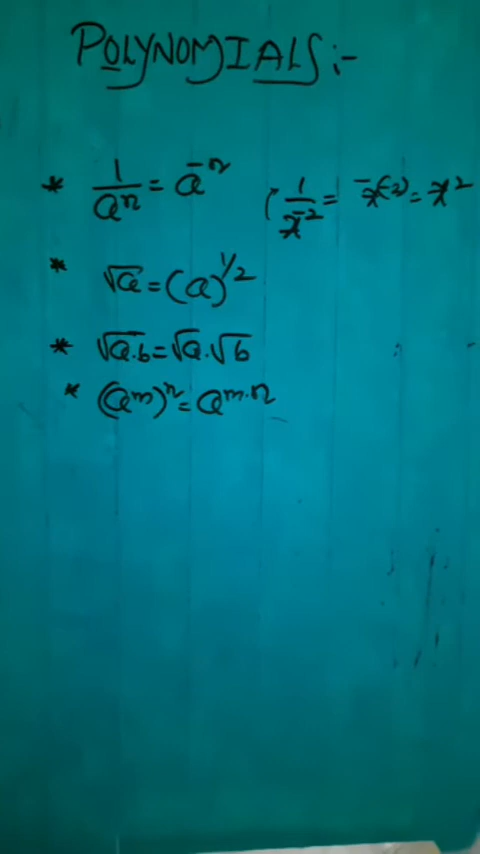 POLYNOMIALS :-
* 1/aⁿ = a⁻ⁿ (1/x⁻² = x⁻⁽⁻²⁾ = x²
* √a = (a)^1/2
* √a.b = √a.√b
* (aᵐ)ⁿ = aᵐ·ⁿ